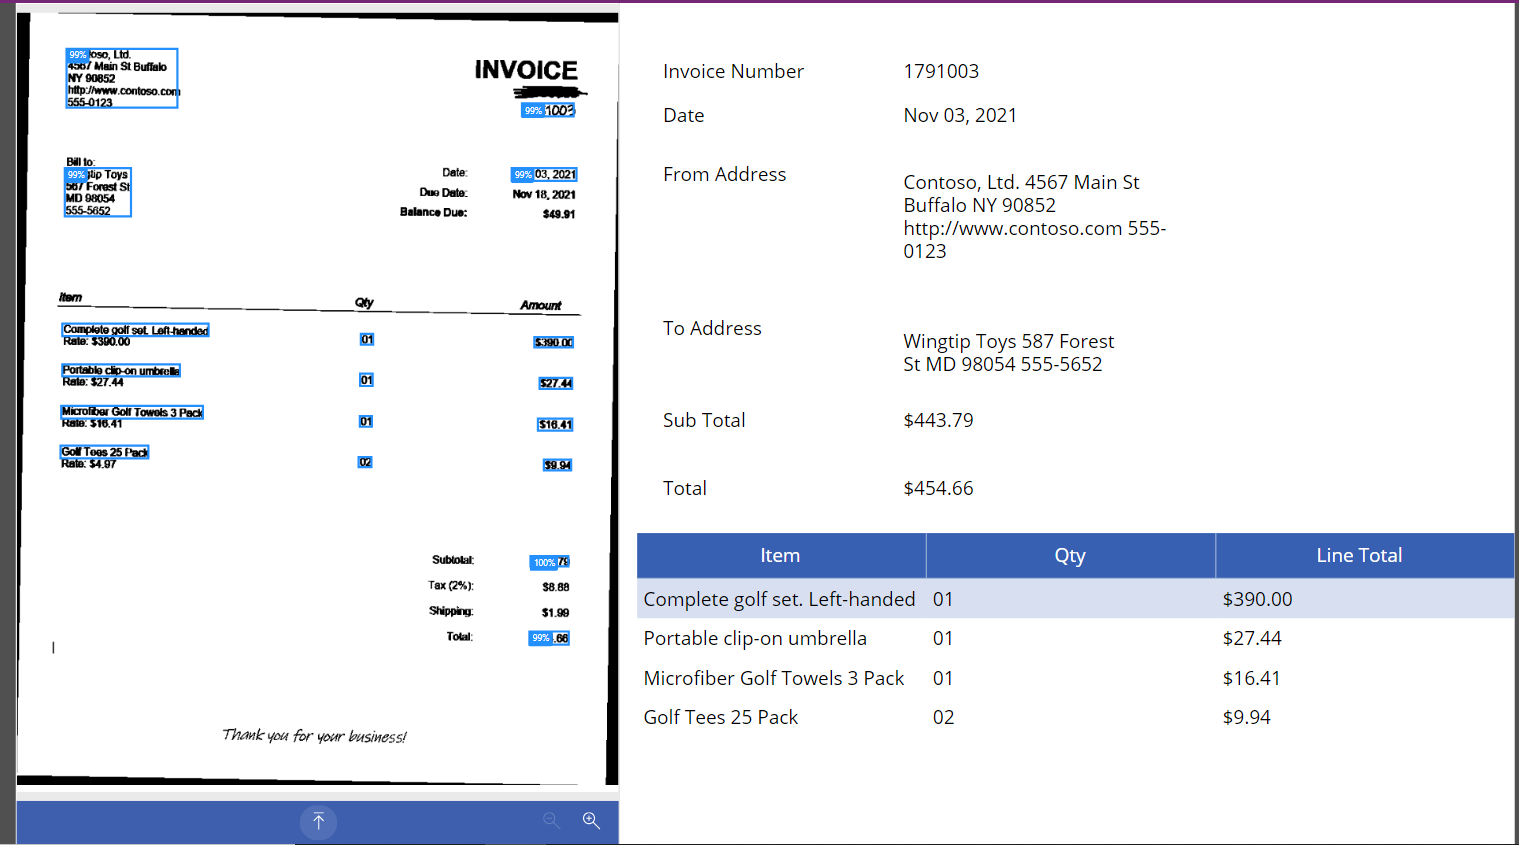 99% oso, Ltd.
4567 Main St Buffalo
NY 90852
http://www.contoso.com
555-0123
INVOICE
99% 1003
Bill to:
99% tip Toys
587 Forest St
MD 98054
555-5652
Date: 99% 03, 2021
Due Date: Nov 18, 2021
Balance Due: $49.91
Item Qty Amount
Complete golf set. Left-handed 01 $390.00
Rate: $390.00
Portable clip-on umbrella 01 $27.44
Rate: $27.44
Microfiber Golf Towels 3 Pack 01 $16.41
Rate: $16.41
Golf Tees 25 Pack 02 $9.94
Rate: $4.97
Subtotal: 100% 79
Tax (2%): $8.88
Shipping: $1.99
Total: 99% .66
Thank you for your business!
Invoice Number 1791003
Date Nov 03, 2021
From Address
Contoso, Ltd. 4567 Main St
Buffalo NY 90852
http://www.contoso.com 555-
0123
To Address
Wingtip Toys 587 Forest
St MD 98054 555-5652
Sub Total $443.79
Total $454.66
Item Qty Line Total
Complete golf set. Left-handed 01 $390.00
Portable clip-on umbrella 01 $27.44
Microfiber Golf Towels 3 Pack 01 $16.41
Golf Tees 25 Pack 02 $9.94